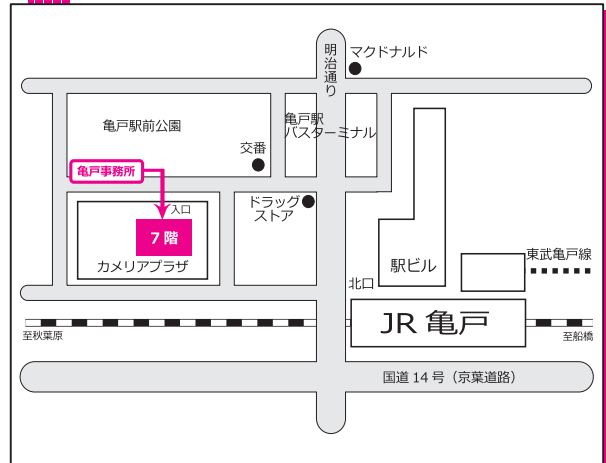 マクドナルド
明治通り
亀戸駅前公園
亀戸駅
バスターミナル
交番
亀戸事務所
入口
ドラッグ
ストア
7階
カメリアプラザ
駅ビル
東武亀戸線
北口
JR 亀戸
至秋葉原
至船橋
国道 14 号（京葉道路）